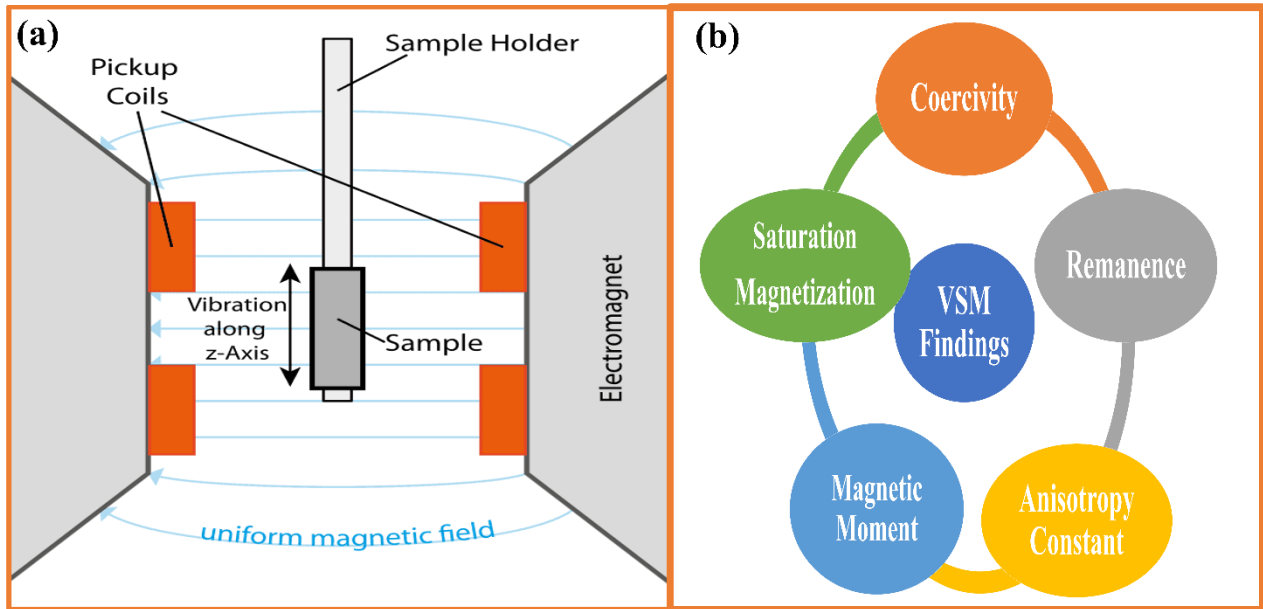 (a)
Sample Holder
Pickup
Coils
Vibration
along
z-Axis
Sample
Electromagnet
uniform magnetic field
(b)
Coercivity
Saturation
Magnetization
Remanence
VSM
Findings
Magnetic
Moment
Anisotropy
Constant